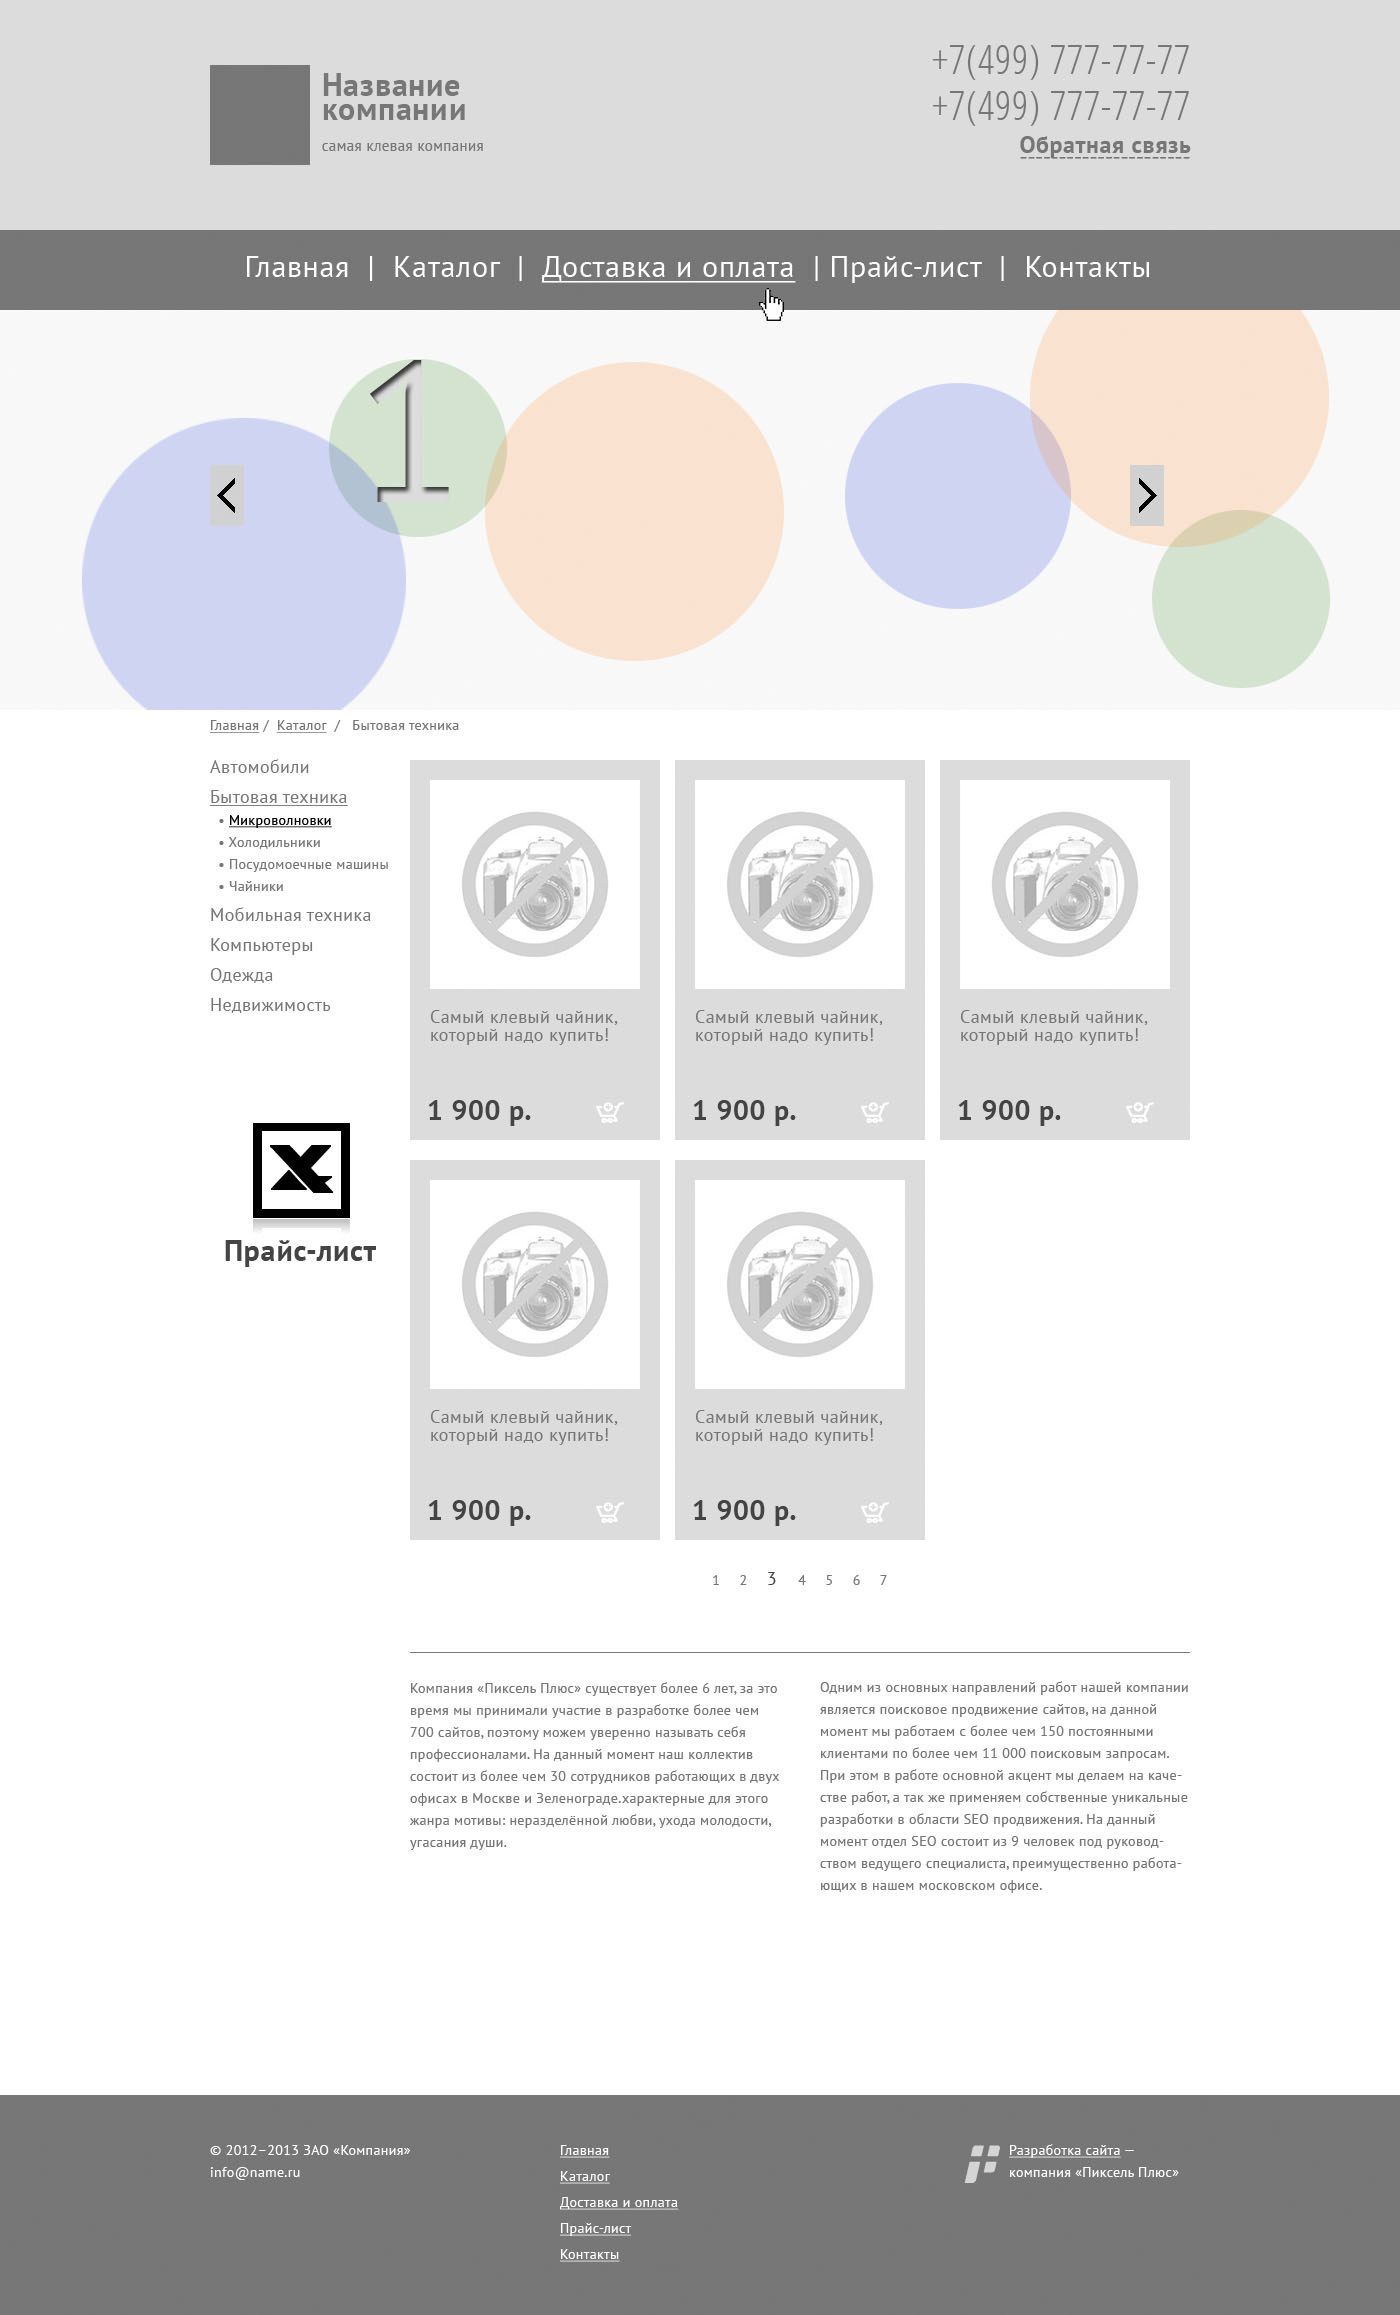 Название
компании
самая клевая компания
+7(499) 777-77-77
+7(499) 777-77-77
Обратная связь
Главная | Каталог | Доставка и оплата | Прайс-лист | Контакты
1
Главная / Каталог / Бытовая техника
Автомобили
Бытовая техника
• Микроволновки
• Холодильники
• Посудомоечные машины
• Чайники
Мобильная техника
Компьютеры
Одежда
Недвижимость
Прайс-лист
Самый клевый чайник,
который надо купить!
1 900 р.
Самый клевый чайник,
который надо купить!
1 900 р.
Самый клевый чайник,
который надо купить!
1 900 р.
Самый клевый чайник,
который надо купить!
1 900 р.
Самый клевый чайник,
который надо купить!
1 900 р.
1 2 3 4 5 6 7
Компания «Пиксель Плюс» существует более 6 лет, за это
время мы принимали участие в разработке более чем
700 сайтов, поэтому можем уверенно называть себя
профессионалами. На данный момент наш коллектив
состоит из более чем 30 сотрудников работающих в двух
офисах в Москве и Зеленограде.характерные для этого
жанра мотивы: неразделённой любви, ухода молодости,
угасания души.
Одним из основных направлений работ нашей компании
является поисковое продвижение сайтов, на данной
момент мы работаем с более чем 150 постоянными
клиентами по более чем 11 000 поисковым запросам.
При этом в работе основной акцент мы делаем на каче-
стве работ, а так же применяем собственные уникальные
разработки в области SEO продвижения. На данный
момент отдел SEO состоит из 9 человек под руковод-
ством ведущего специалиста, преимущественно работа-
ющих в нашем московском офисе.
© 2012–2013 ЗАО «Компания»
info@name.ru
Главная
Каталог
Доставка и оплата
Прайс-лист
Контакты
Разработка сайта —
компания «Пиксель Плюс»